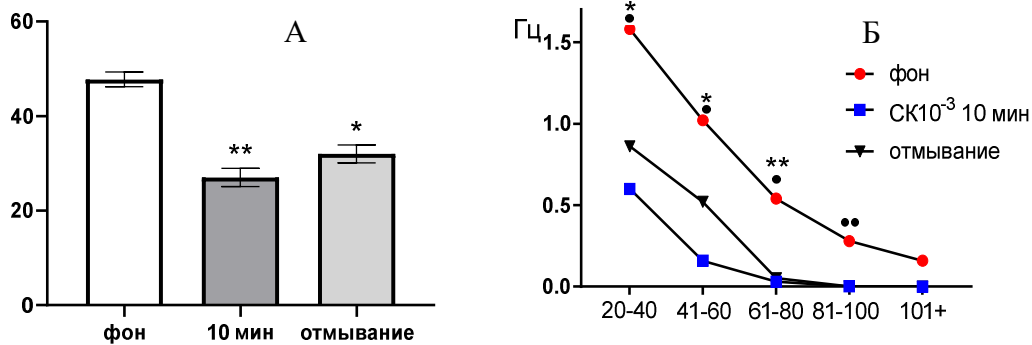 А
60
40
20
0
**
*
фон
10 мин
отмывание
Б
Гц
1.5
1.0
0.5
0.0
*
*
**
фон
СК10-3 10 мин
отмывание
20-40
41-60
61-80
81-100
101+